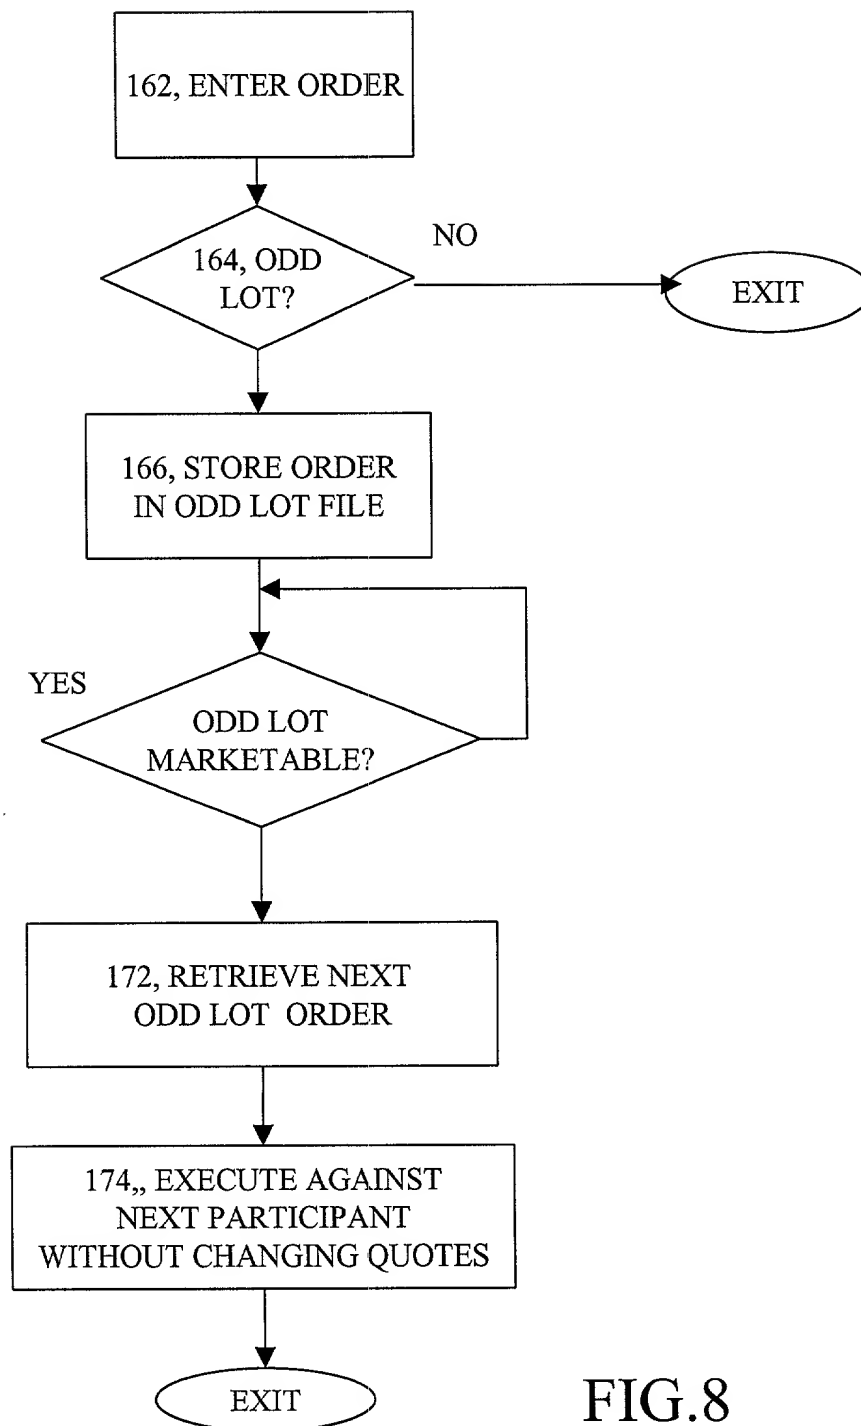 162, ENTER ORDER
164, ODD
LOT?
NO
EXIT
166, STORE ORDER
IN ODD LOT FILE
YES
ODD LOT
MARKETABLE?
172, RETRIEVE NEXT
ODD LOT ORDER
174,, EXECUTE AGAINST
NEXT PARTICIPANT
WITHOUT CHANGING QUOTES
EXIT
FIG.8